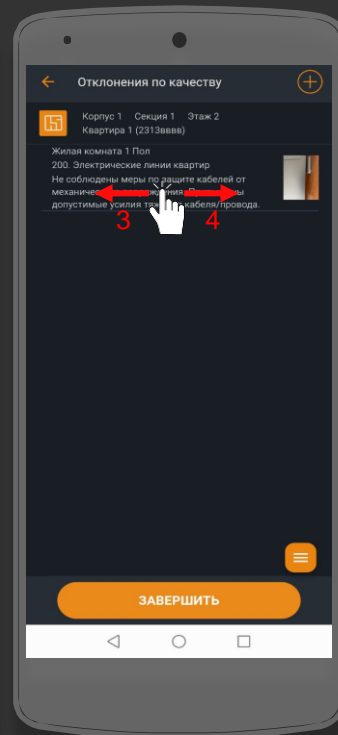 Отклонения по качеству
Корпус 1 Секция 1 Этаж 2
Квартира 1 (2313вввв)
Жилая комната 1 Пол
200. Электрические линии квартир
Не соблюдены меры по защите кабелей от
допустимые усилия кабеля/провода.
3 4
ЗАВЕРШИТЬ